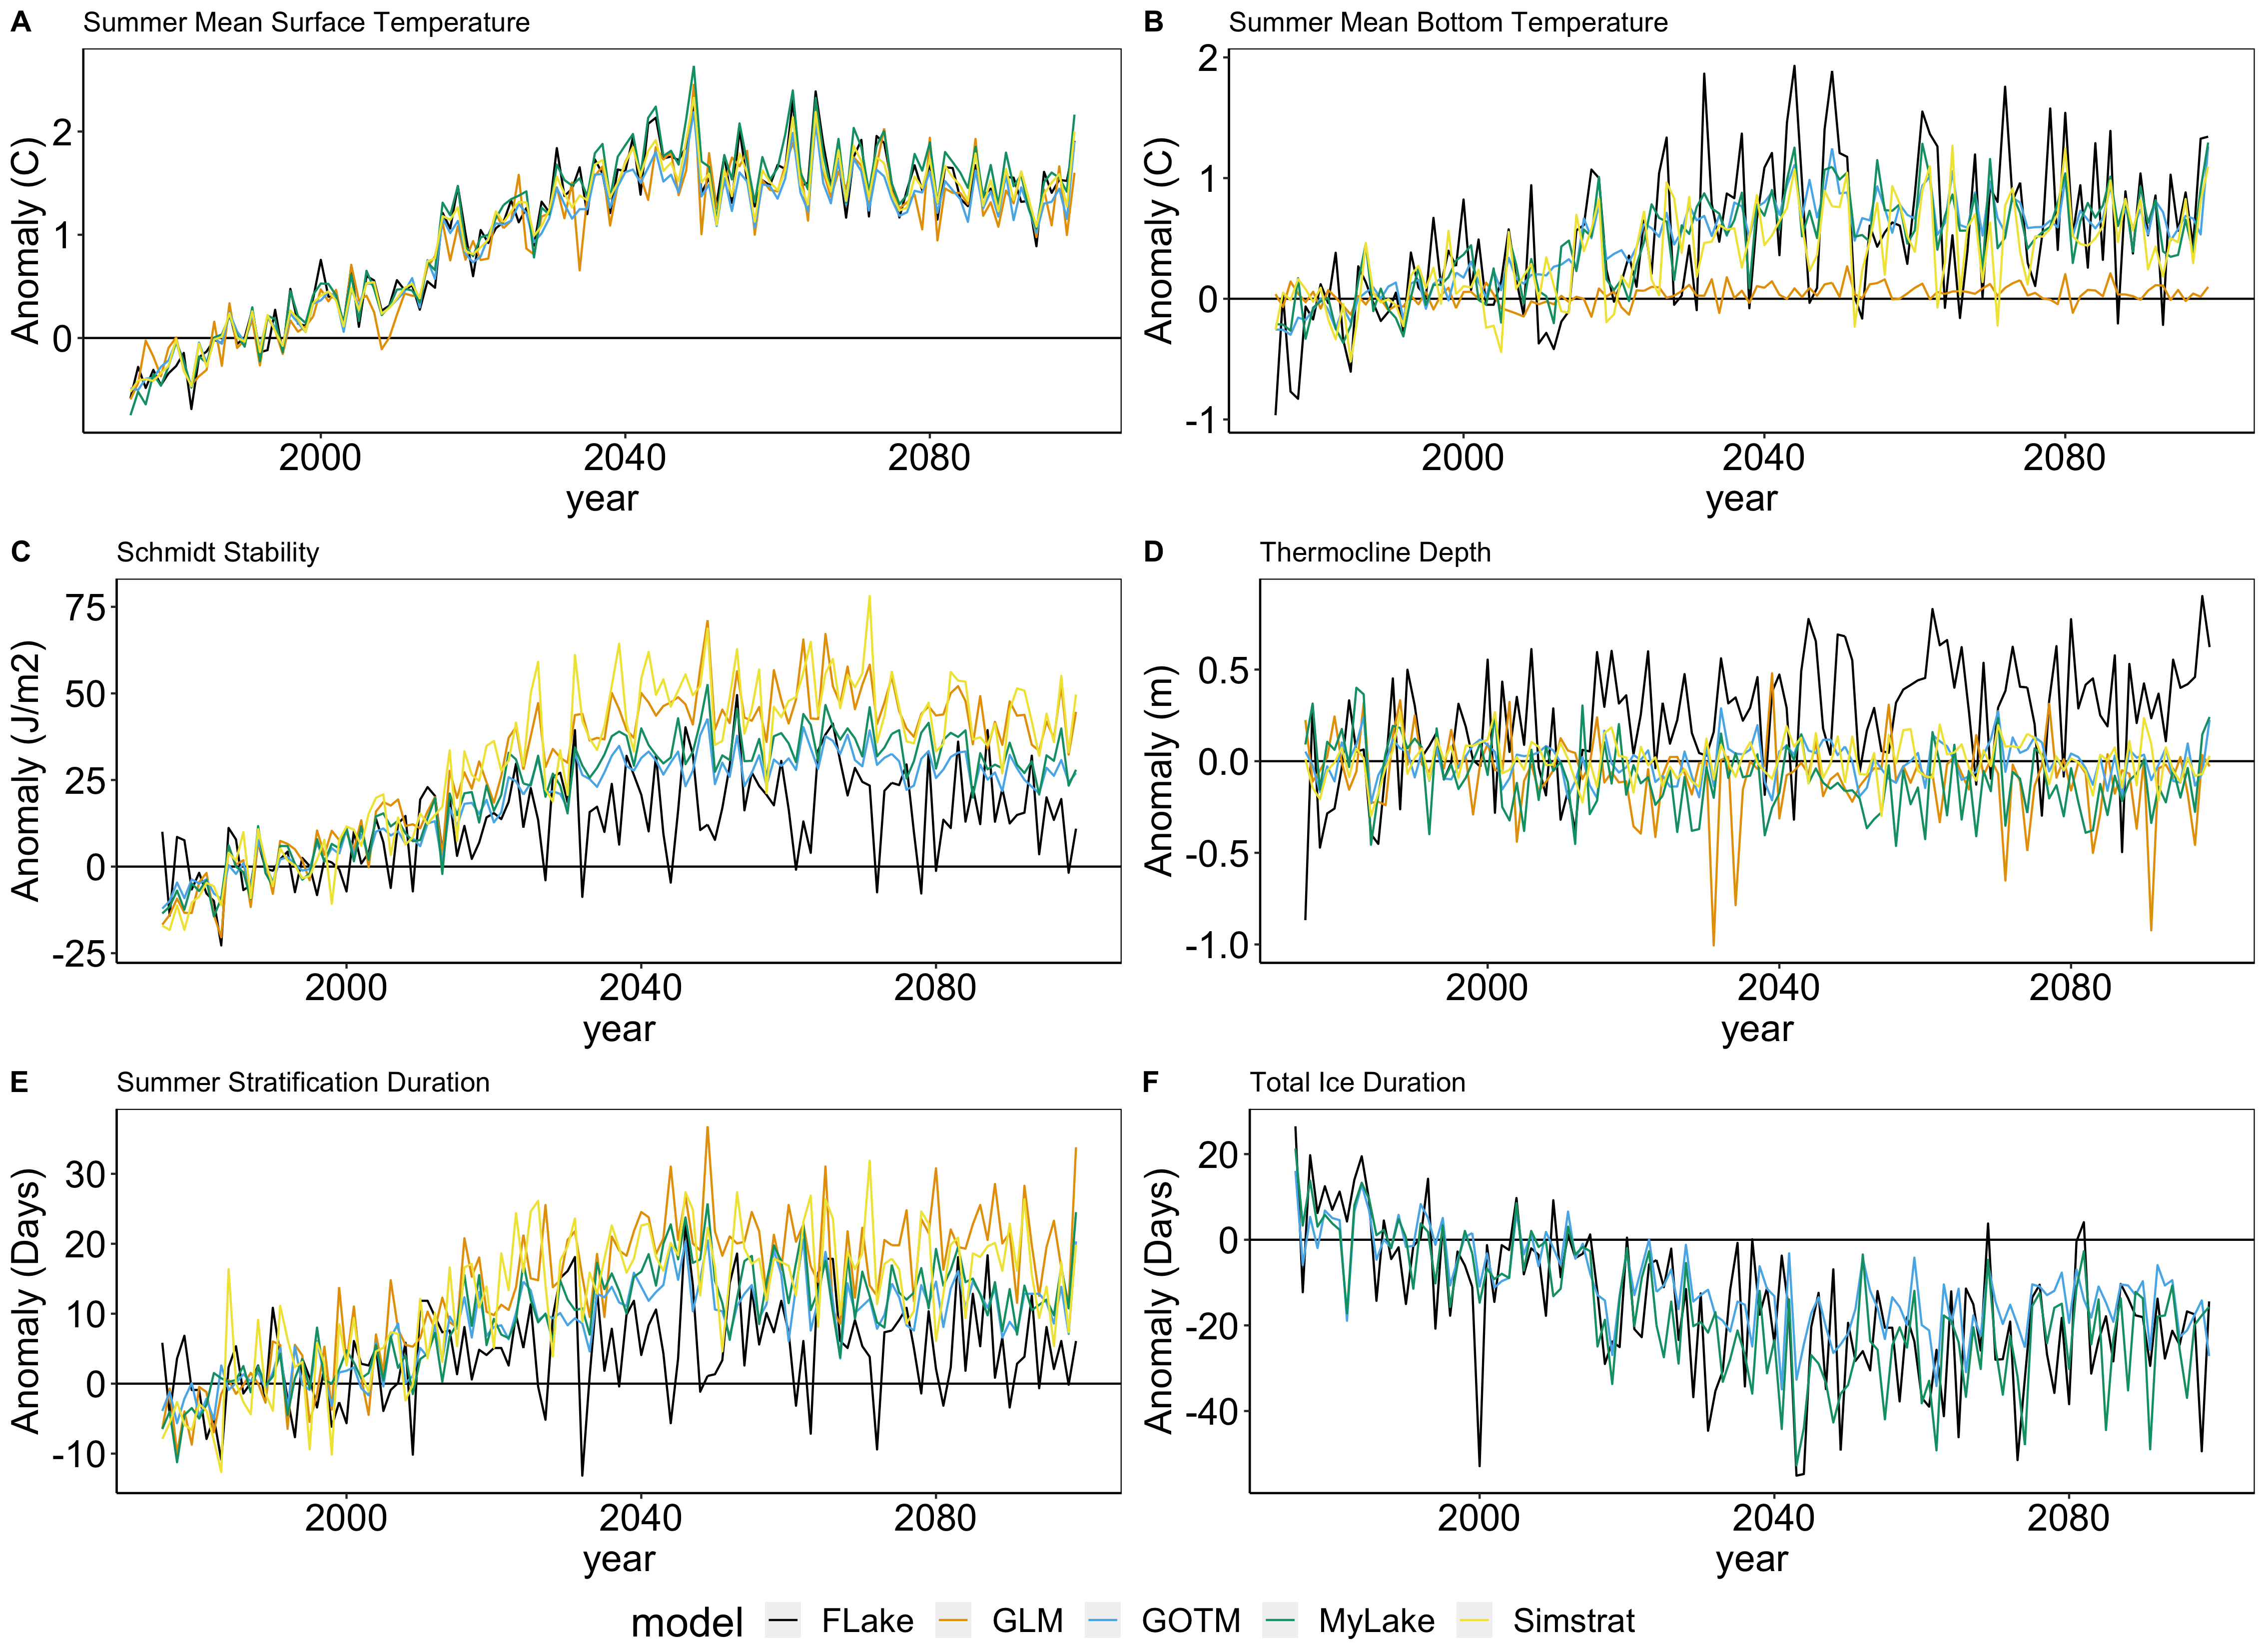 A Summer Mean Surface Temperature
Anomaly (C)
2
1
0
2000 2040 2080
year
B Summer Mean Bottom Temperature
Anomaly (C)
2
1
0
-1
2000 2040 2080
year
C Schmidt Stability
Anomaly (J/m2)
75
50
25
0
-25
2000 2040 2080
year
D Thermocline Depth
Anomaly (m)
0.5
0.0
-0.5
-1.0
2000 2040 2080
year
E Summer Stratification Duration
Anomaly (Days)
30
20
10
0
-10
2000 2040 2080
year
F Total Ice Duration
Anomaly (Days)
20
0
-20
-40
2000 2040 2080
year
model FLake GLM GOTM MyLake Simstrat